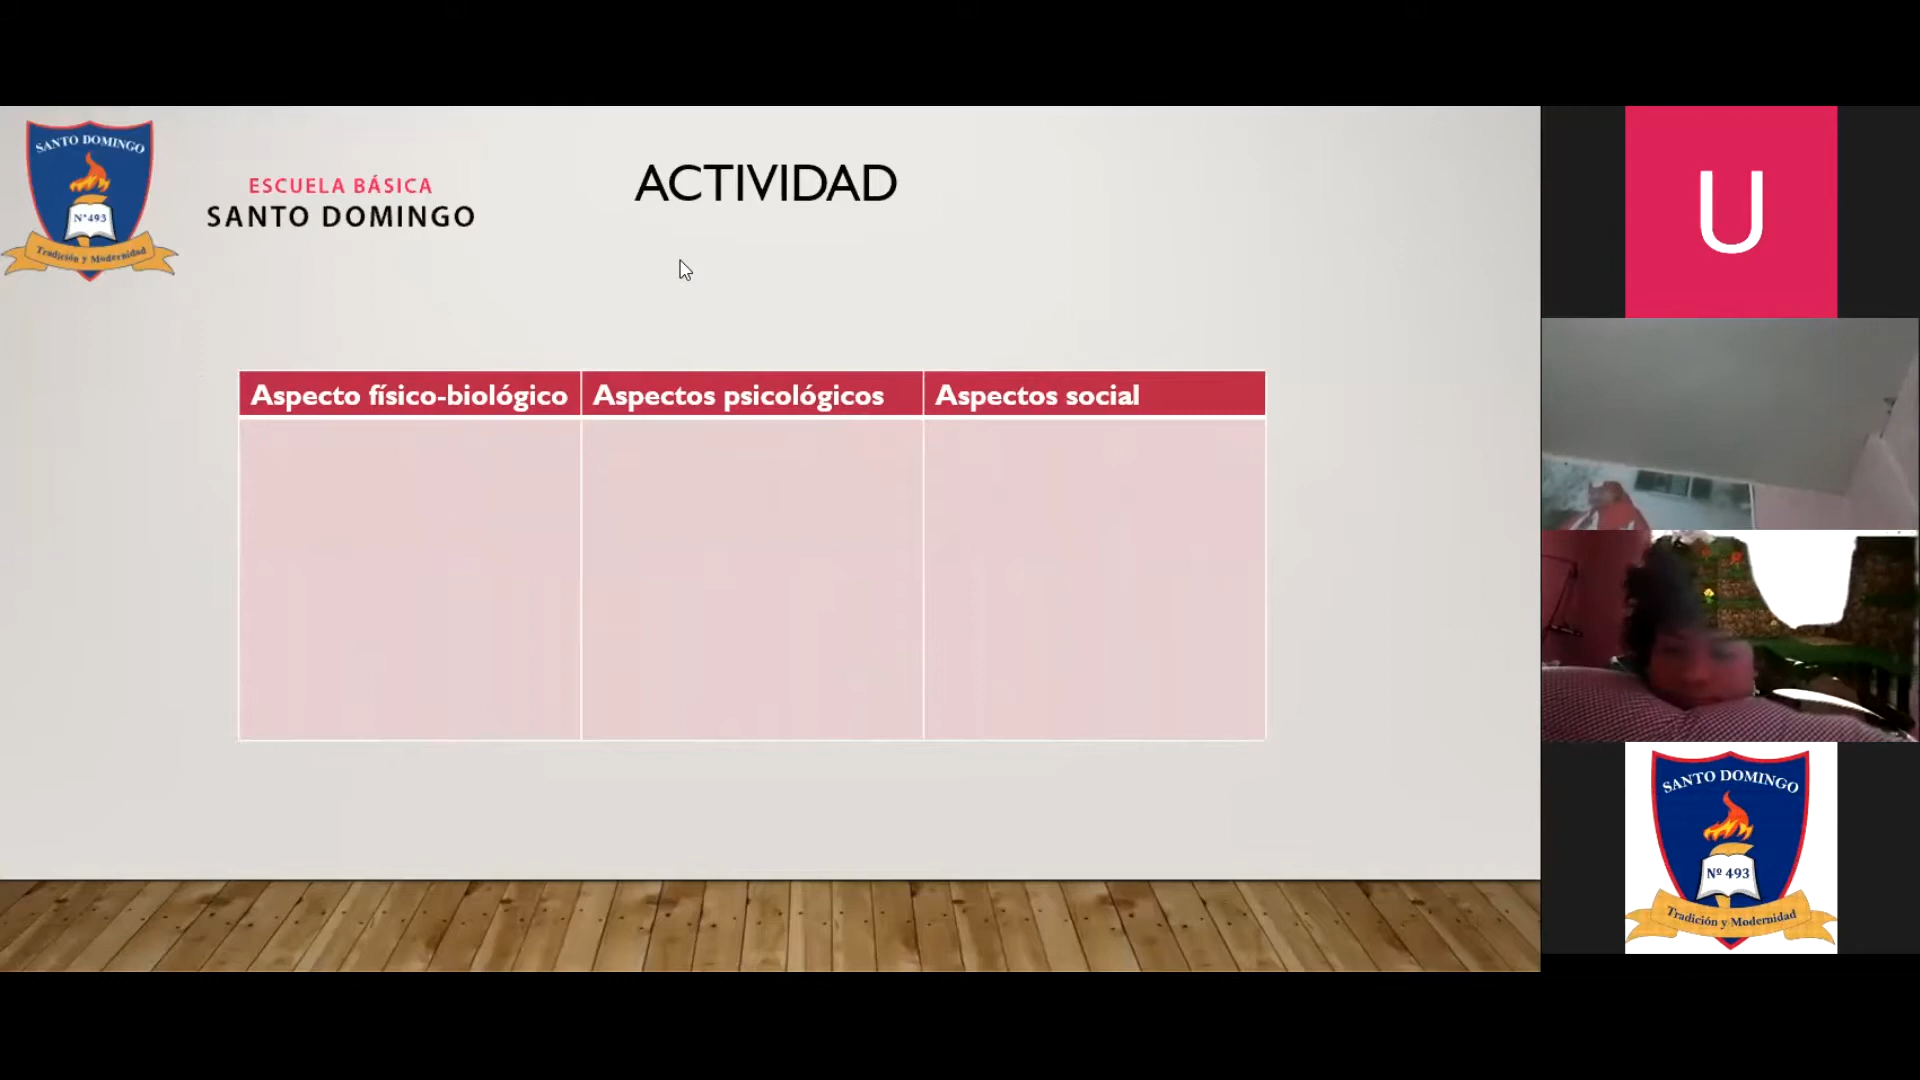 SANTO DOMINGO
N°493
Tradición y Modernidad
ESCUELA BÁSICA
SANTO DOMINGO
ACTIVIDAD
Aspecto físico-biológico
Aspectos psicológicos
Aspectos social
U
SANTO DOMINGO
Nº 493
Tradición y Modernidad